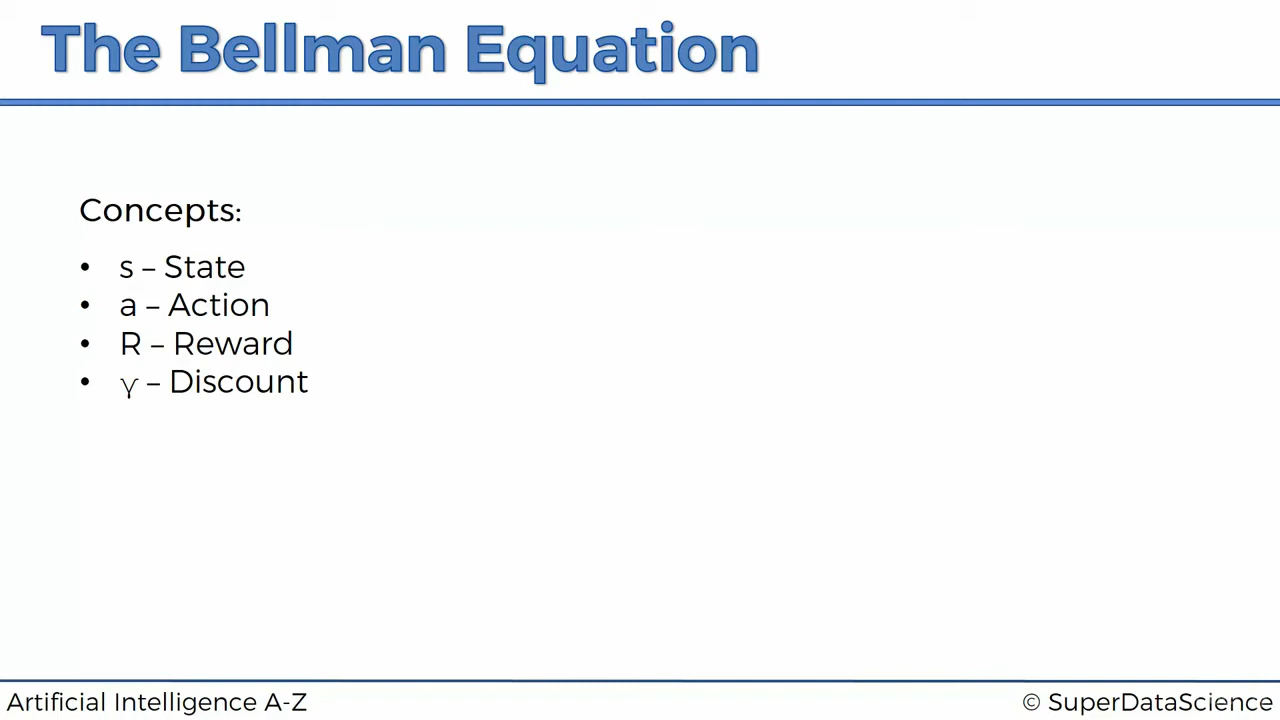 The Bellman Equation
Concepts:
• s – State
• a – Action
• R – Reward
• γ – Discount
Artificial Intelligence A-Z
© SuperDataScience